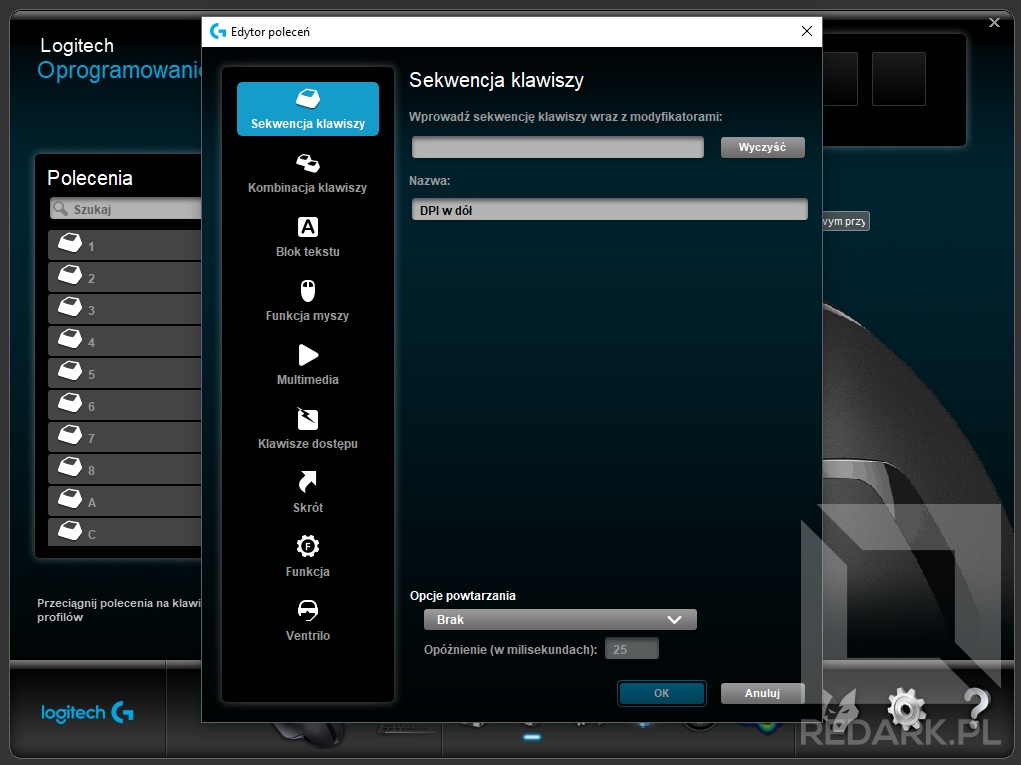 Logitech
Oprogramowanie
Edytor poleceń
Sekwencja klawiszy
Kombinacja klawiszy
Blok tekstu
Funkcja myszy
Multimedia
Klawisze dostępu
Skrót
Funkcja
Ventrilo
Sekwencja klawiszy
Wprowadź sekwencję klawiszy wraz z modyfikatorami:
Wyczyść
Nazwa:
DPI w dół
Opcje powtarzania
Brak
Opóźnienie (w milisekundach): 25
OK
Anuluj
Polecenia
Szukaj
1
2
3
4
5
6
7
8
A
C
Przeciągnij polecenia na klawi
profilów
przy
logitech
REDARK.PL